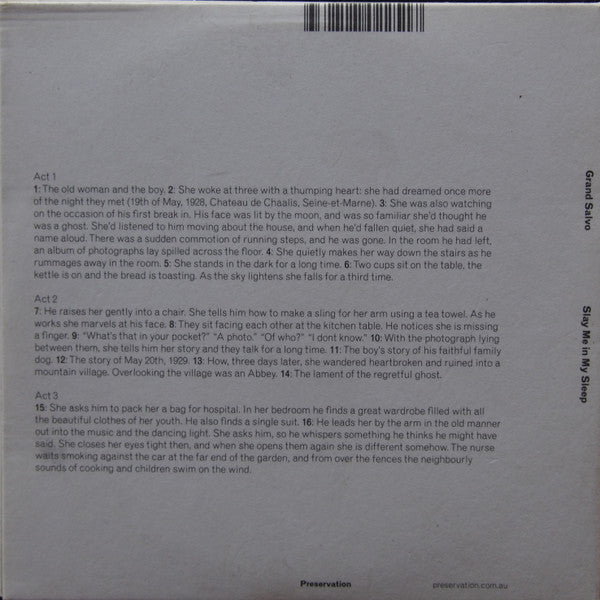 Act 1
1: The old woman and the boy. 2: She woke at three with a thumping heart: she had dreamed once more
of the night they met (19th of May, 1928, Chateau de Chaalis, Seine-et-Marne). 3: She was also watching
on the occasion of his first break in. His face was lit by the moon, and was so familiar she'd thought he
was a ghost. She'd listened to him moving about the house, and when he'd fallen quiet, she had said a
name aloud. There was a sudden commotion of running steps, and he was gone. In the room he had left,
an album of photographs lay spilled across the floor. 4: She quietly makes her way down the stairs as he
rummages away in the room. 5: She stands in the dark for a long time. 6: Two cups sit on the table, the
kettle is on and the bread is toasting. As the sky lightens she falls for a third time.
Act 2
7: He raises her gently into a chair. She tells him how to make a sling for her arm using a tea towel. As he
works she marvels at his face. 8: They sit facing each other at the kitchen table. He notices she is missing
a finger. 9: “What's that in your pocket?” “A photo.” “Of who?” “I dont know.” 10: With the photograph lying
between them, she tells him her story and they talk for a long time. 11: The boy's story of his faithful family
dog. 12: The story of May 20th, 1929. 13: How, three days later, she wandered heartbroken and ruined into a
mountain village. Overlooking the village was an Abbey. 14: The lament of the regretful ghost.
Act 3
15: She asks him to pack her a bag for hospital. In her bedroom he finds a great wardrobe filled with all
the beautiful clothes of her youth. He also finds a single suit. 16: He leads her by the arm in the old manner
out into the music and the dancing light. She asks him, so he whispers something he thinks he might have
said. She closes her eyes tight then, and when she opens them again she is different somehow. The nurse
waits smoking against the car at the far end of the garden, and from over the fences the neighbourly
sounds of cooking and children swim on the wind.
Grand Salvo
Slay Me in My Sleep
Preservation
preservation.com.au